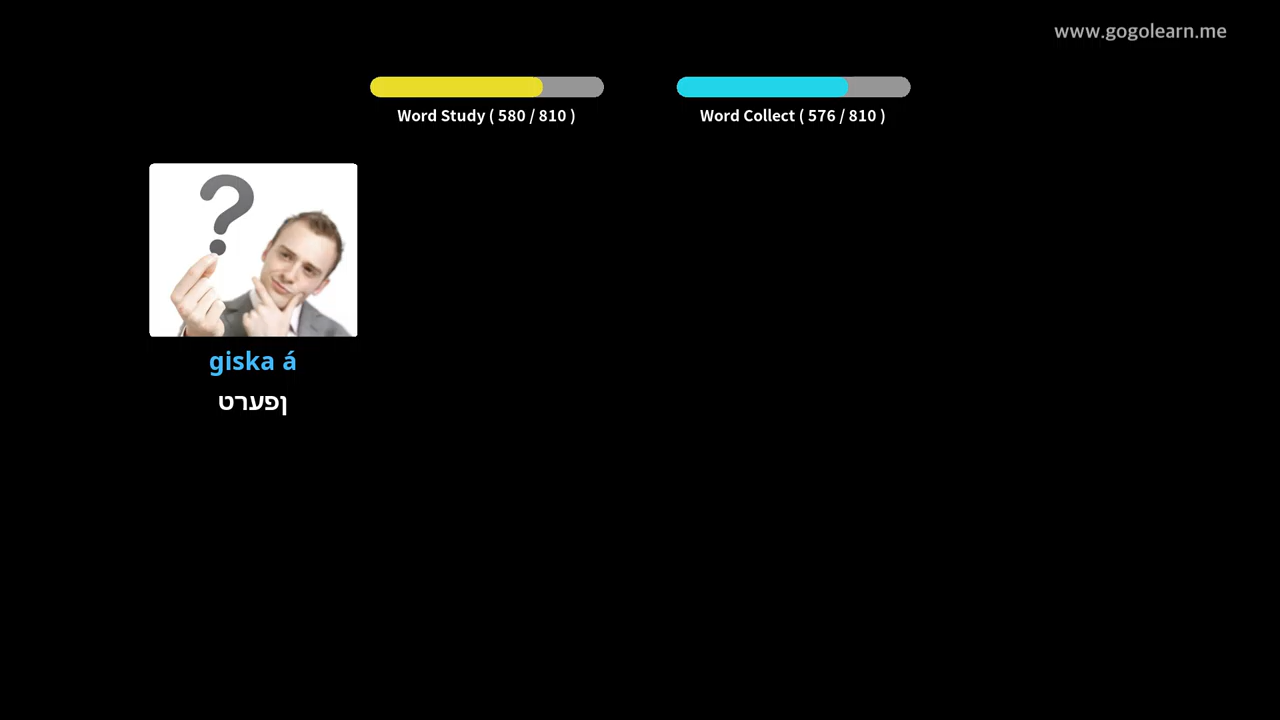 www.gogolearn.me
Word Study ( 580 / 810 )
Word Collect ( 576 / 810 )
giska á
ןפערט